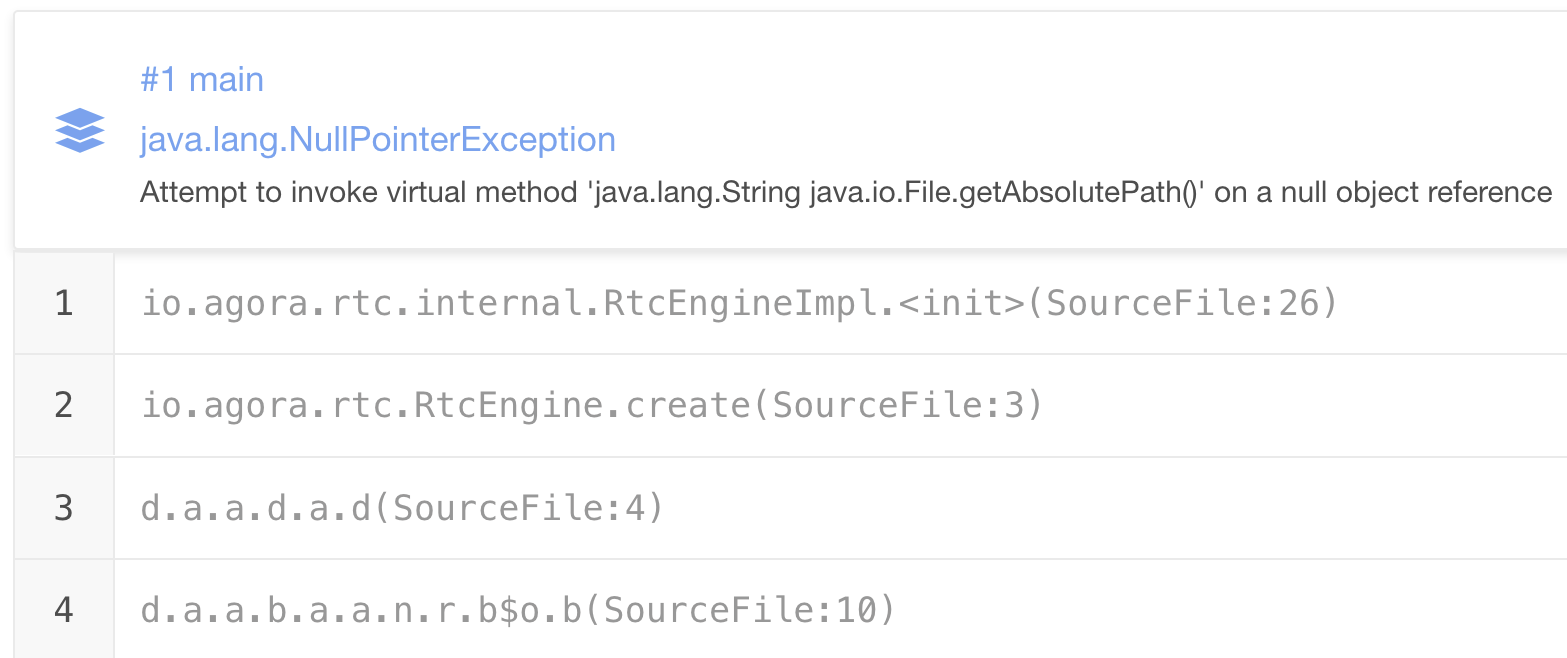 #1 main
java.lang.NullPointerException
Attempt to invoke virtual method 'java.lang.String java.io.File.getAbsolutePath()' on a null object reference
1 io.agora.rtc.internal.RtcEngineImpl.<init>(SourceFile:26)
2 io.agora.rtc.RtcEngine.create(SourceFile:3)
3 d.a.a.d.a.d(SourceFile:4)
4 d.a.a.b.a.a.n.r.b$o.b(SourceFile:10)